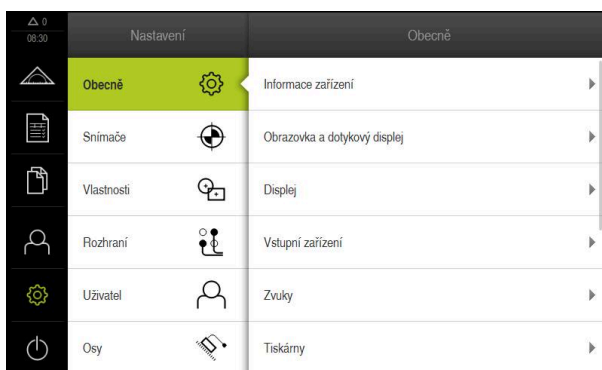 0
08:30
Nastavení
Obecně
Obecně
Informace zařízení
Snímače
Obrazovka a dotykový displej
Vlastnosti
Displej
Rozhraní
Vstupní zařízení
Uživatel
Zvuky
Osy
Tiskárny